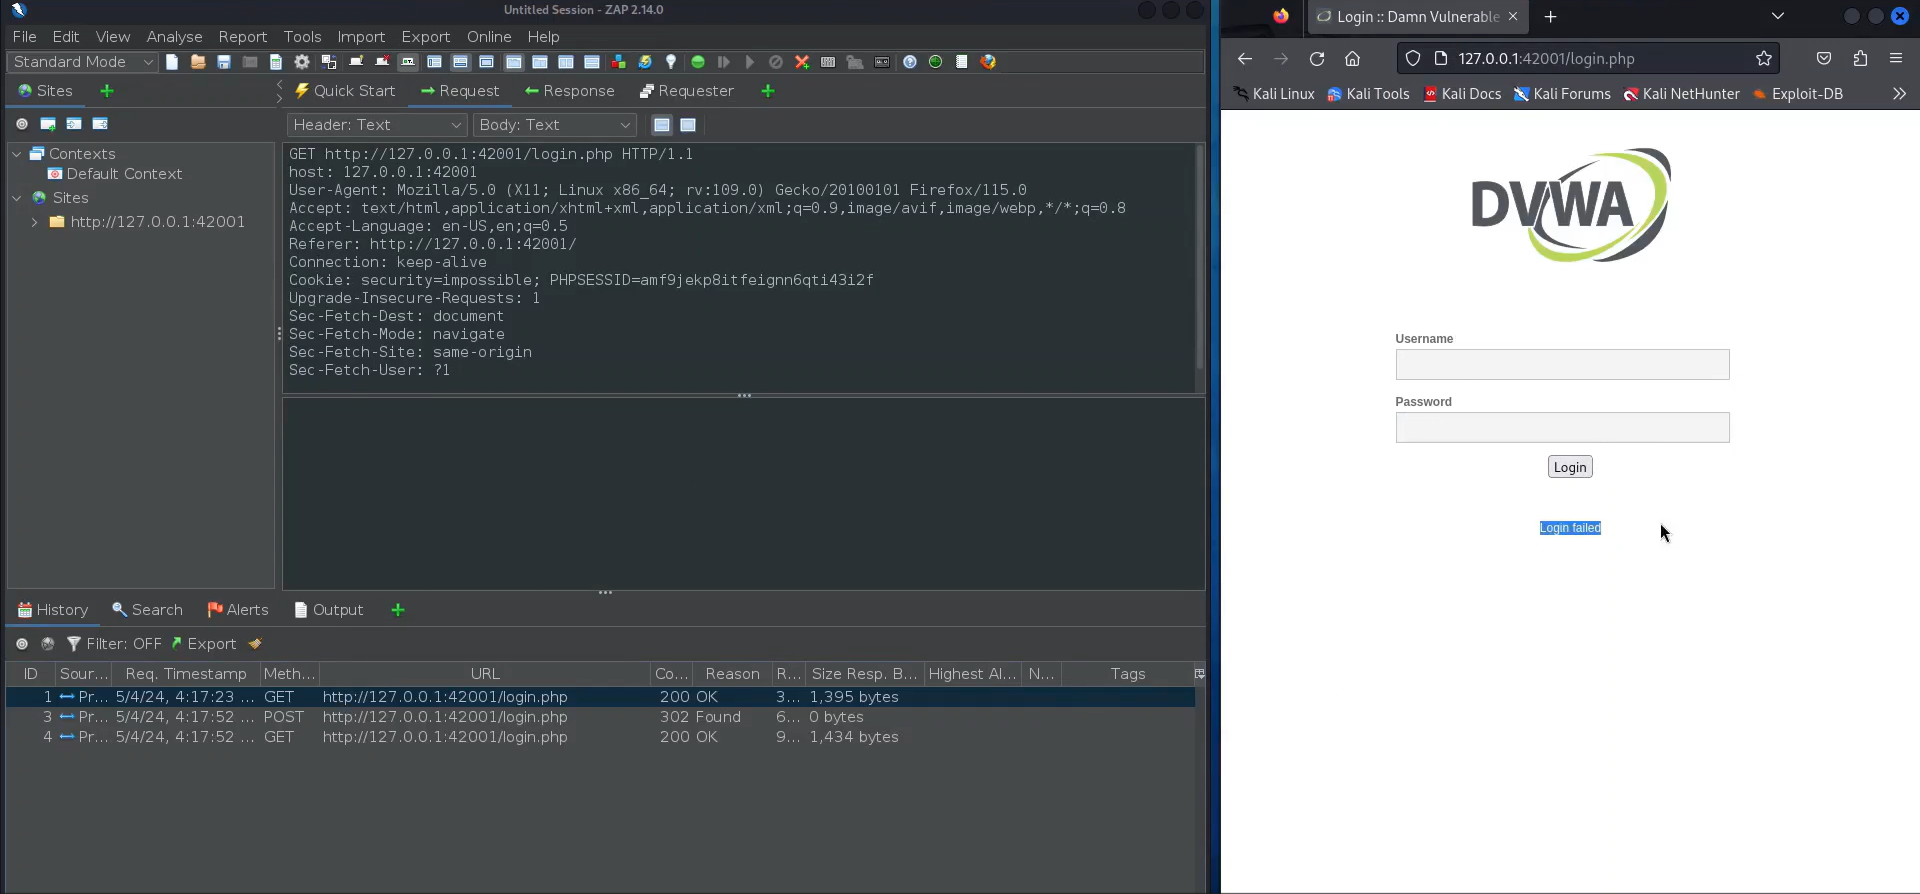 Untitled Session - ZAP 2.14.0
File Edit View Analyse Report Tools Import Export Online Help
Standard Mode
Sites
Quick Start Request Response Requester
Header: Text Body: Text
Contexts
Default Context
Sites
http://127.0.0.1:42001
GET http://127.0.0.1:42001/login.php HTTP/1.1
host: 127.0.0.1:42001
User-Agent: Mozilla/5.0 (X11; Linux x86_64; rv:109.0) Gecko/20100101 Firefox/115.0
Accept: text/html,application/xhtml+xml,application/xml;q=0.9,image/avif,image/webp,*/*;q=0.8
Accept-Language: en-US,en;q=0.5
Referer: http://127.0.0.1:42001/
Connection: keep-alive
Cookie: security=impossible; PHPSESSID=amf9jekp8itfeignn6qti43i2f
Upgrade-Insecure-Requests: 1
Sec-Fetch-Dest: document
Sec-Fetch-Mode: navigate
Sec-Fetch-Site: same-origin
Sec-Fetch-User: ?1
History Search Alerts Output
Filter: OFF Export
ID Sour... Req. Timestamp Meth... URL Co... Reason R... Size Resp. B... Highest Al... N... Tags
1 Pr... 5/4/24, 4:17:23 ... GET http://127.0.0.1:42001/login.php 200 OK 3... 1,395 bytes
3 Pr... 5/4/24, 4:17:52 ... POST http://127.0.0.1:42001/login.php 302 Found 6... 0 bytes
4 Pr... 5/4/24, 4:17:52 ... GET http://127.0.0.1:42001/login.php 200 OK 9... 1,434 bytes
Login :: Damn Vulnerable
127.0.0.1:42001/login.php
Kali Linux Kali Tools Kali Docs Kali Forums Kali NetHunter Exploit-DB
DVWA
Username
Password
Login
Login failed